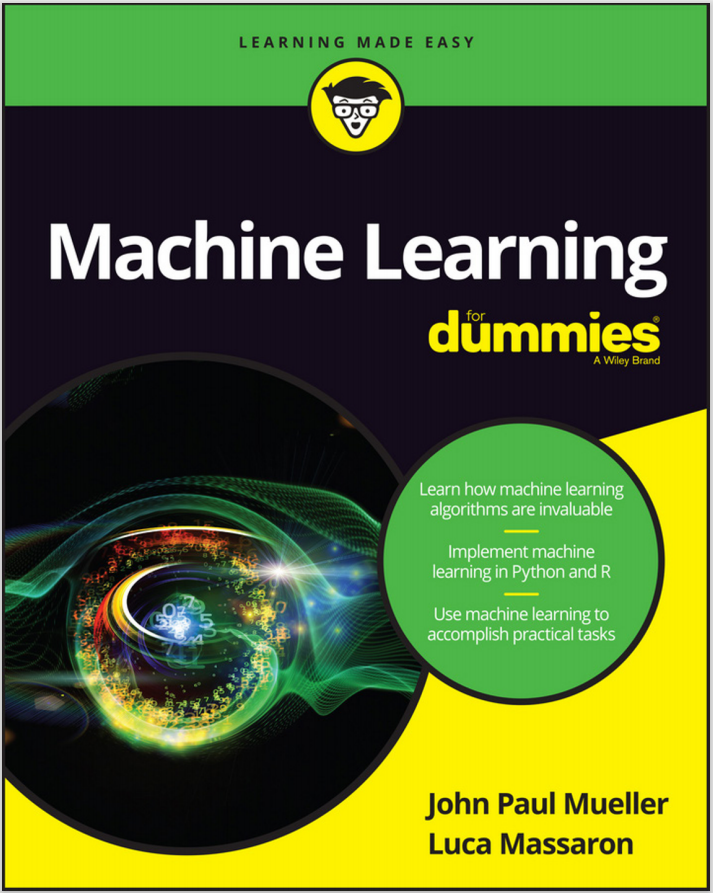 LEARNING MADE EASY
Machine Learning
for
dummies®
A Wiley Brand
Learn how machine learning
algorithms are invaluable
Implement machine
learning in Python and R
Use machine learning to
accomplish practical tasks
John Paul Mueller
Luca Massaron